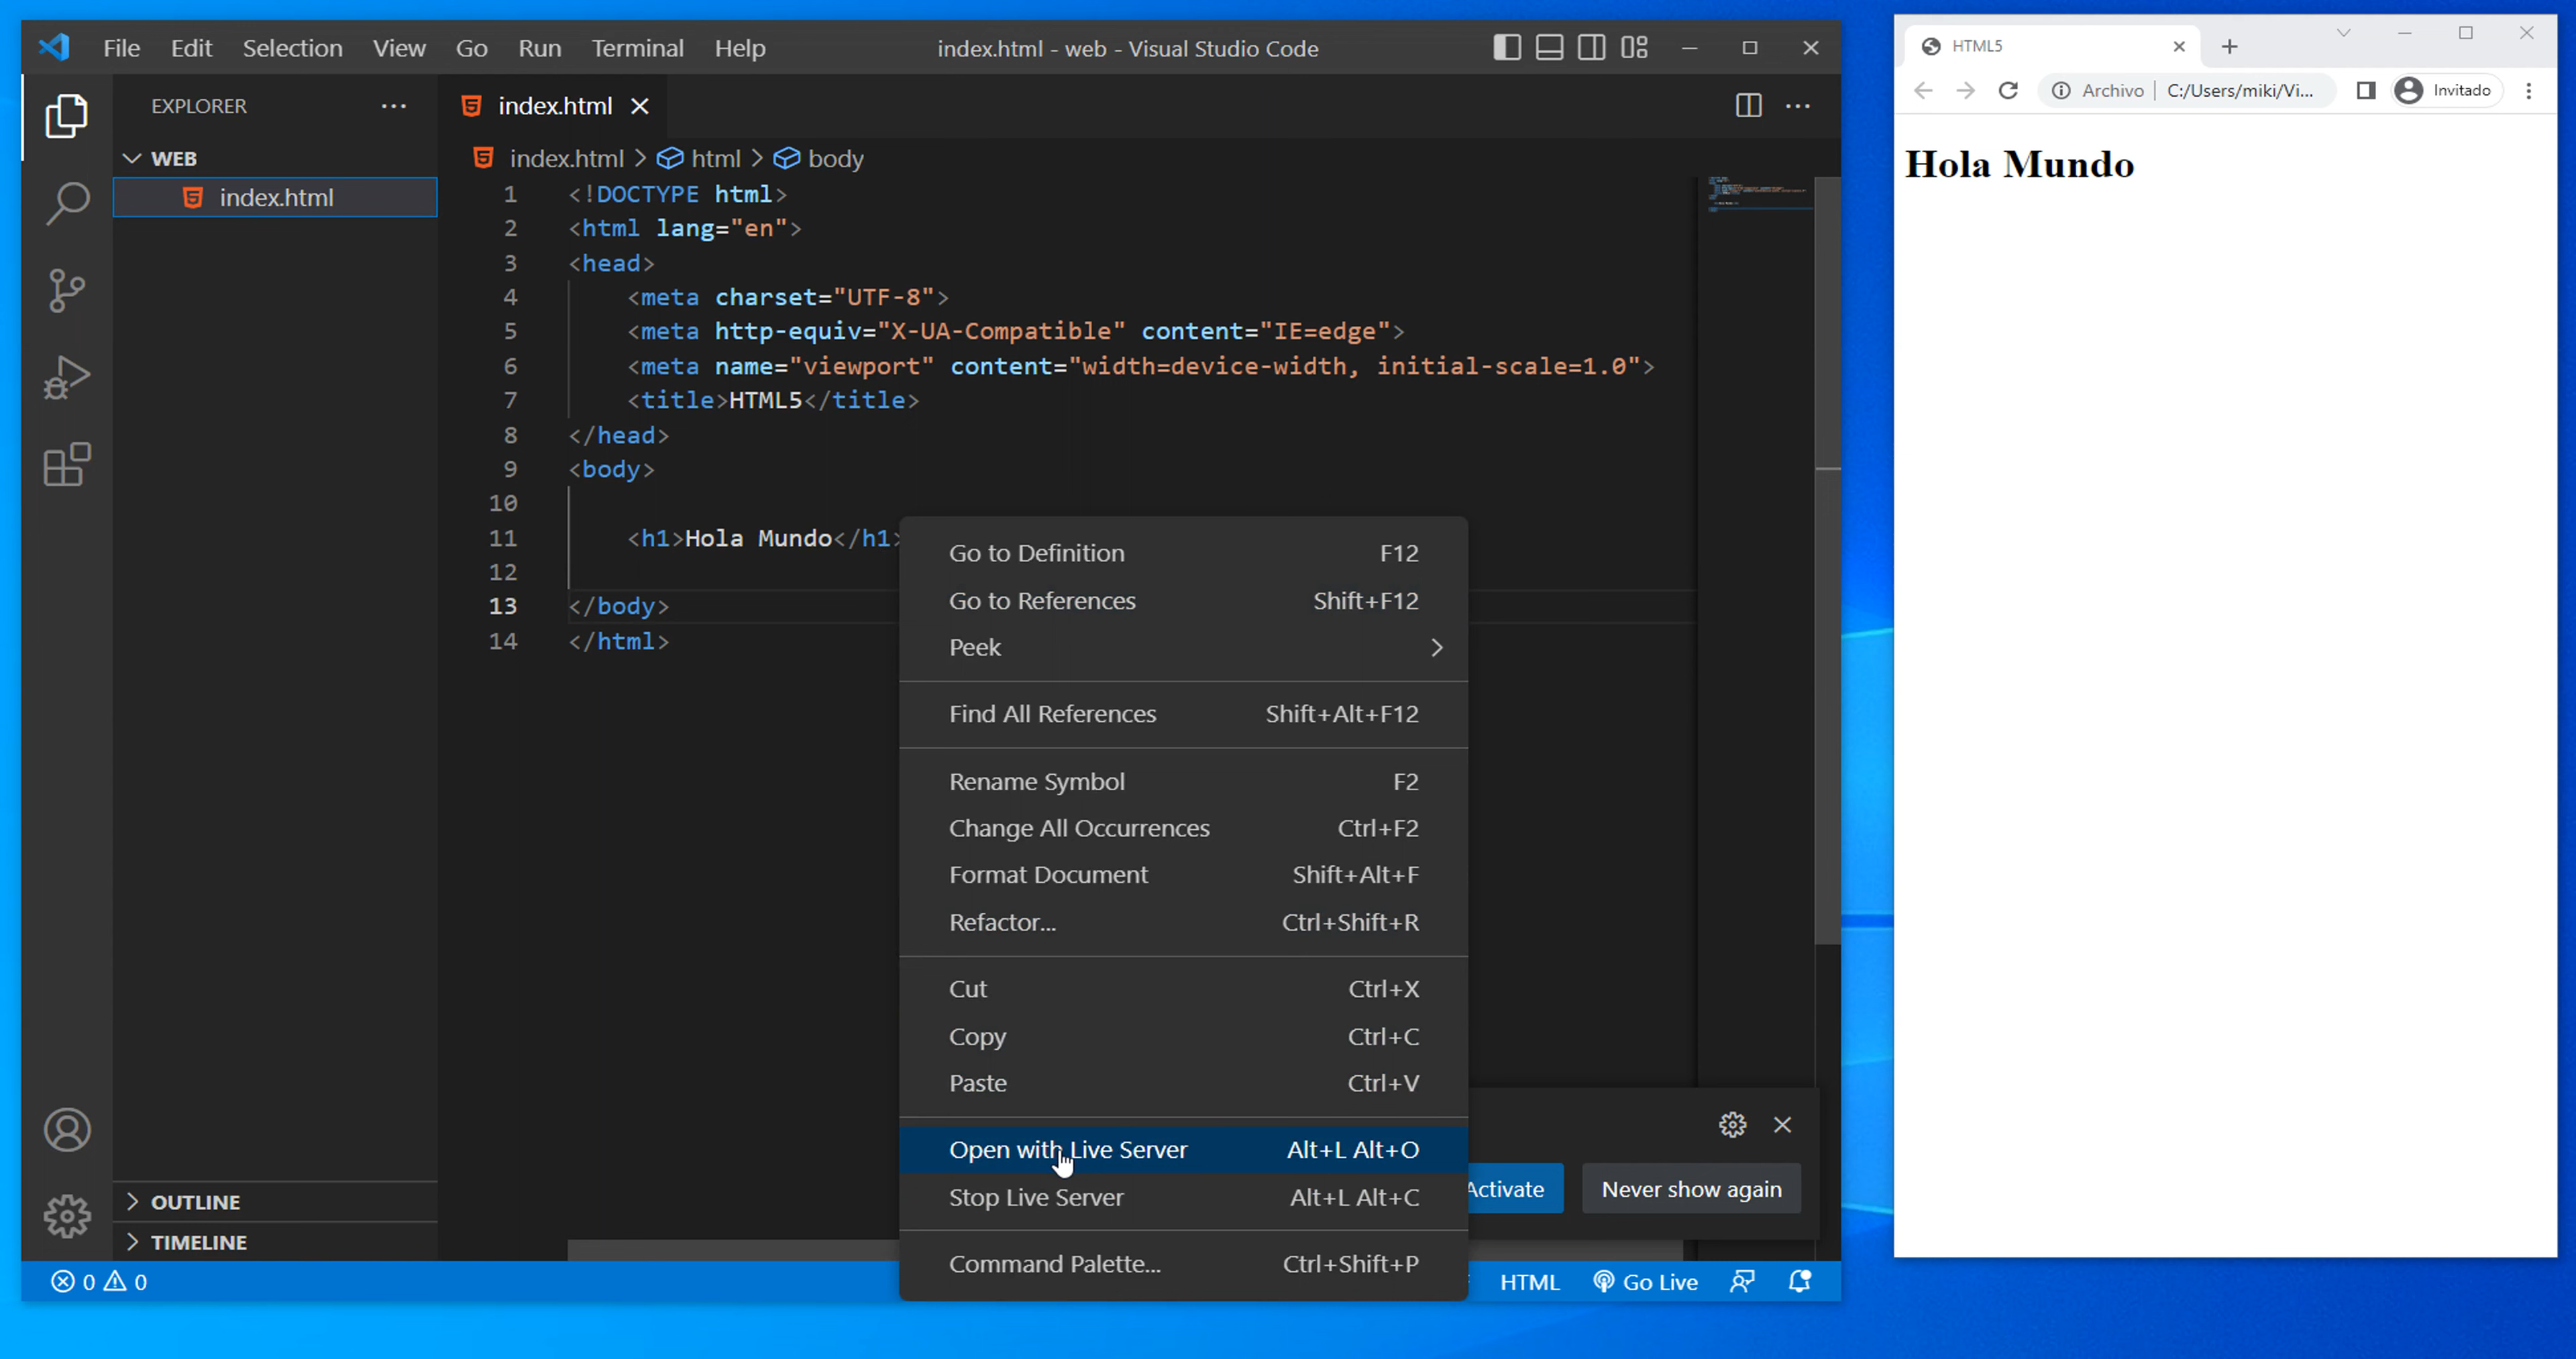 File Edit Selection View Go Run Terminal Help
index.html - web - Visual Studio Code
EXPLORER
WEB
index.html
OUTLINE
TIMELINE
index.html
index.html > html > body
1 <!DOCTYPE html>
2 <html lang="en">
3 <head>
4 <meta charset="UTF-8">
5 <meta http-equiv="X-UA-Compatible" content="IE=edge">
6 <meta name="viewport" content="width=device-width, initial-scale=1.0">
7 <title>HTML5</title>
8 </head>
9 <body>
10
11 <h1>Hola Mundo</h1>
12
13 </body>
14 </html>
Go to Definition F12
Go to References Shift+F12
Peek
Find All References Shift+Alt+F12
Rename Symbol F2
Change All Occurrences Ctrl+F2
Format Document Shift+Alt+F
Refactor... Ctrl+Shift+R
Cut Ctrl+X
Copy Ctrl+C
Paste Ctrl+V
Open with Live Server Alt+L Alt+O
Stop Live Server Alt+L Alt+C
Command Palette... Ctrl+Shift+P
Activate
Never show again
0 0
HTML
Go Live
HTML5
Archivo | C:/Users/miki/Vi...
Invitado
Hola Mundo